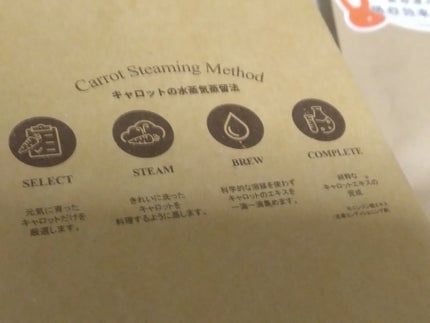 Carrot Steaming Method
キャロットの水蒸気蒸留法
SELECT
元気に育った
キャロットだけを
厳選します。
STEAM
きれいに洗った
キャロットを
料理するように蒸します。
BREW
科学的な溶媒を使わず
キャロットのエキスを
一滴一滴集めます。
COMPLETE
純粋な
キャロットエキスの
完成